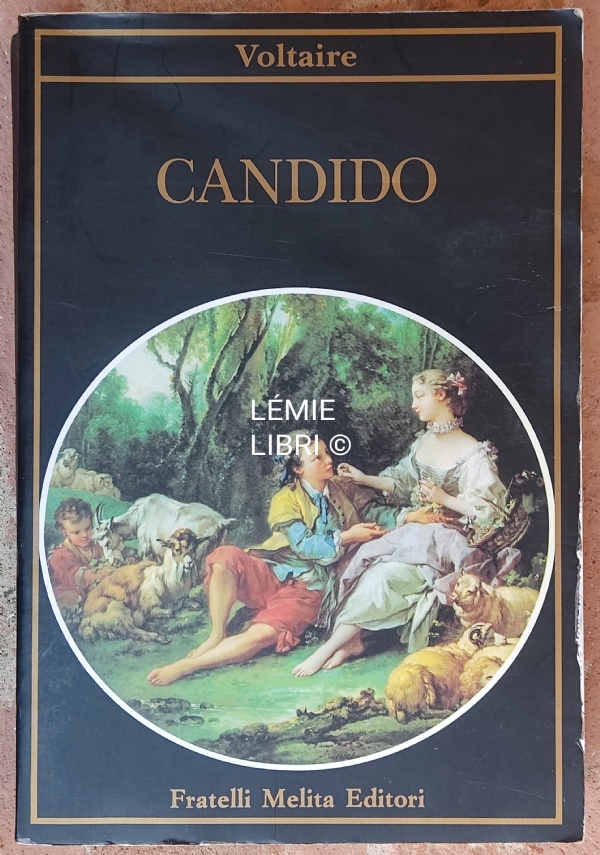 Voltaire
CANDIDO
LÉMIE
LIBRI ©
Fratelli Melita Editori